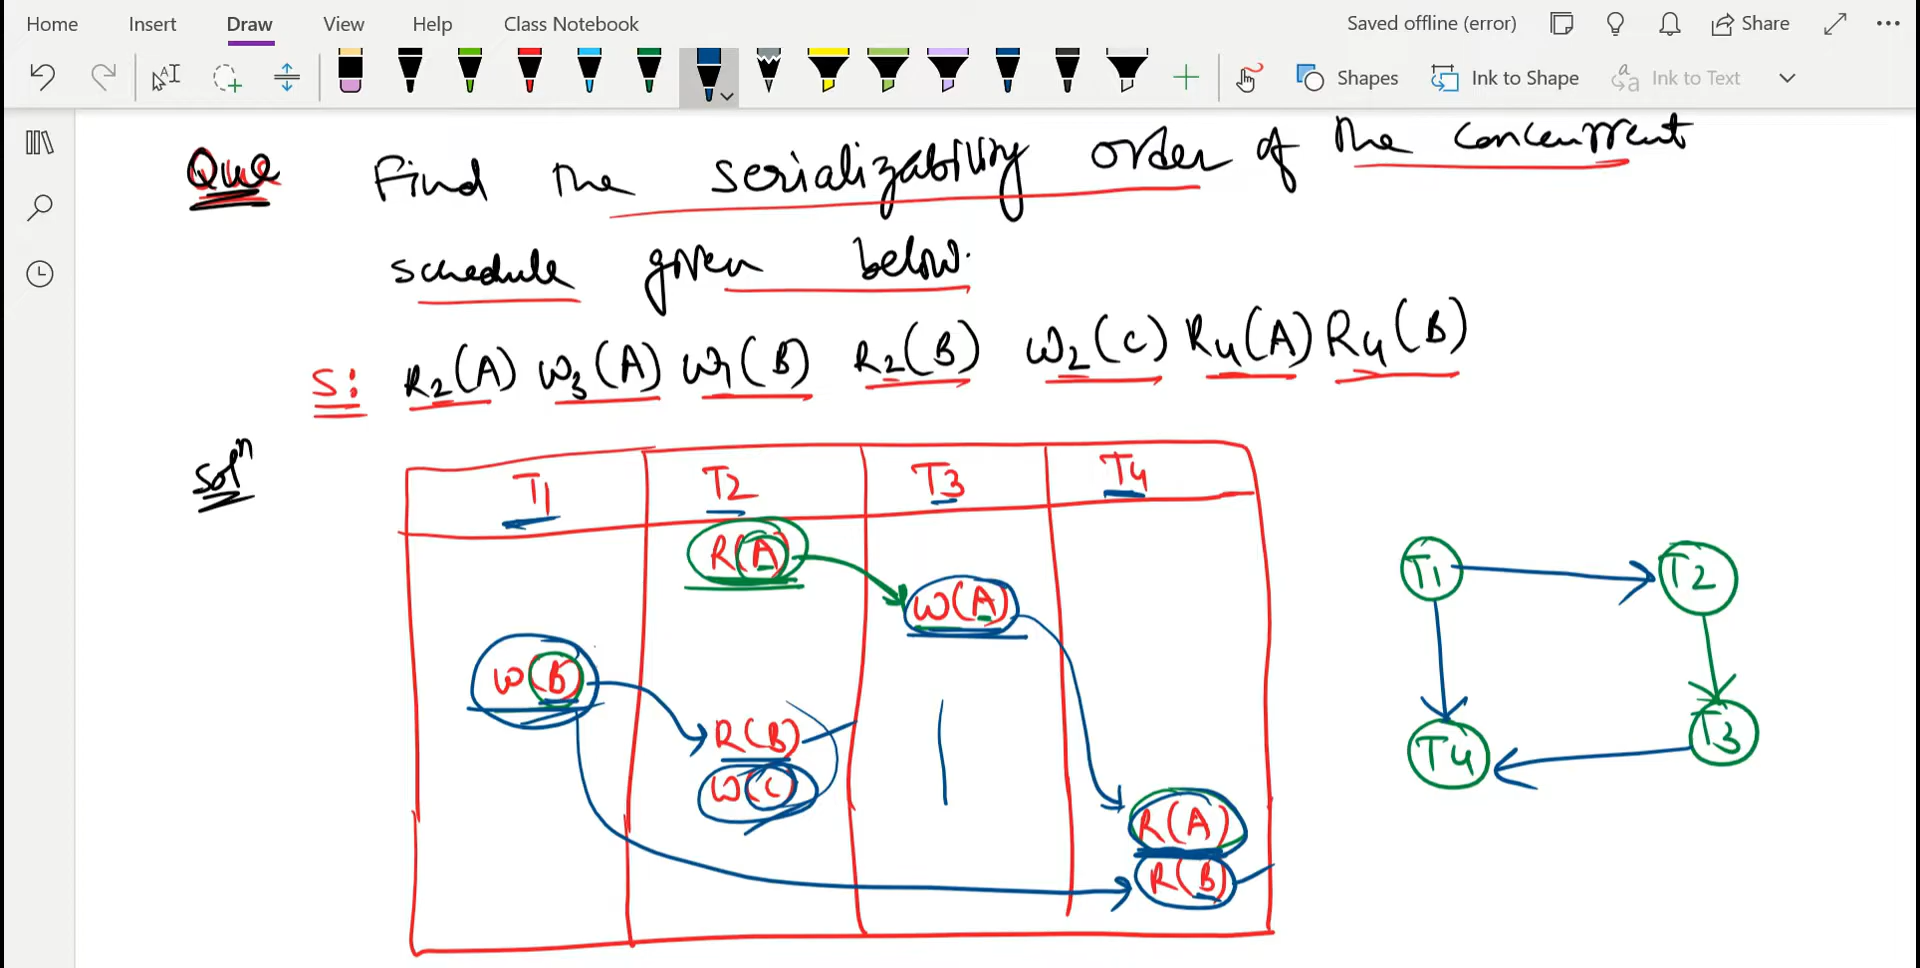 Home Insert Draw View Help Class Notebook Saved offline (error) Share
Shapes Ink to Shape Ink to Text
Que Find the serializability order of the concurrent
schedule given below.
S: R2(A) W3(A) W1(B) R2(B) W2(C) R4(A) R4(B)
Solⁿ
T1 T2 T3 T4
R(A)
W(A)
W(B)
R(B)
W(C)
R(A)
R(B)
T1 T2
T4 T3